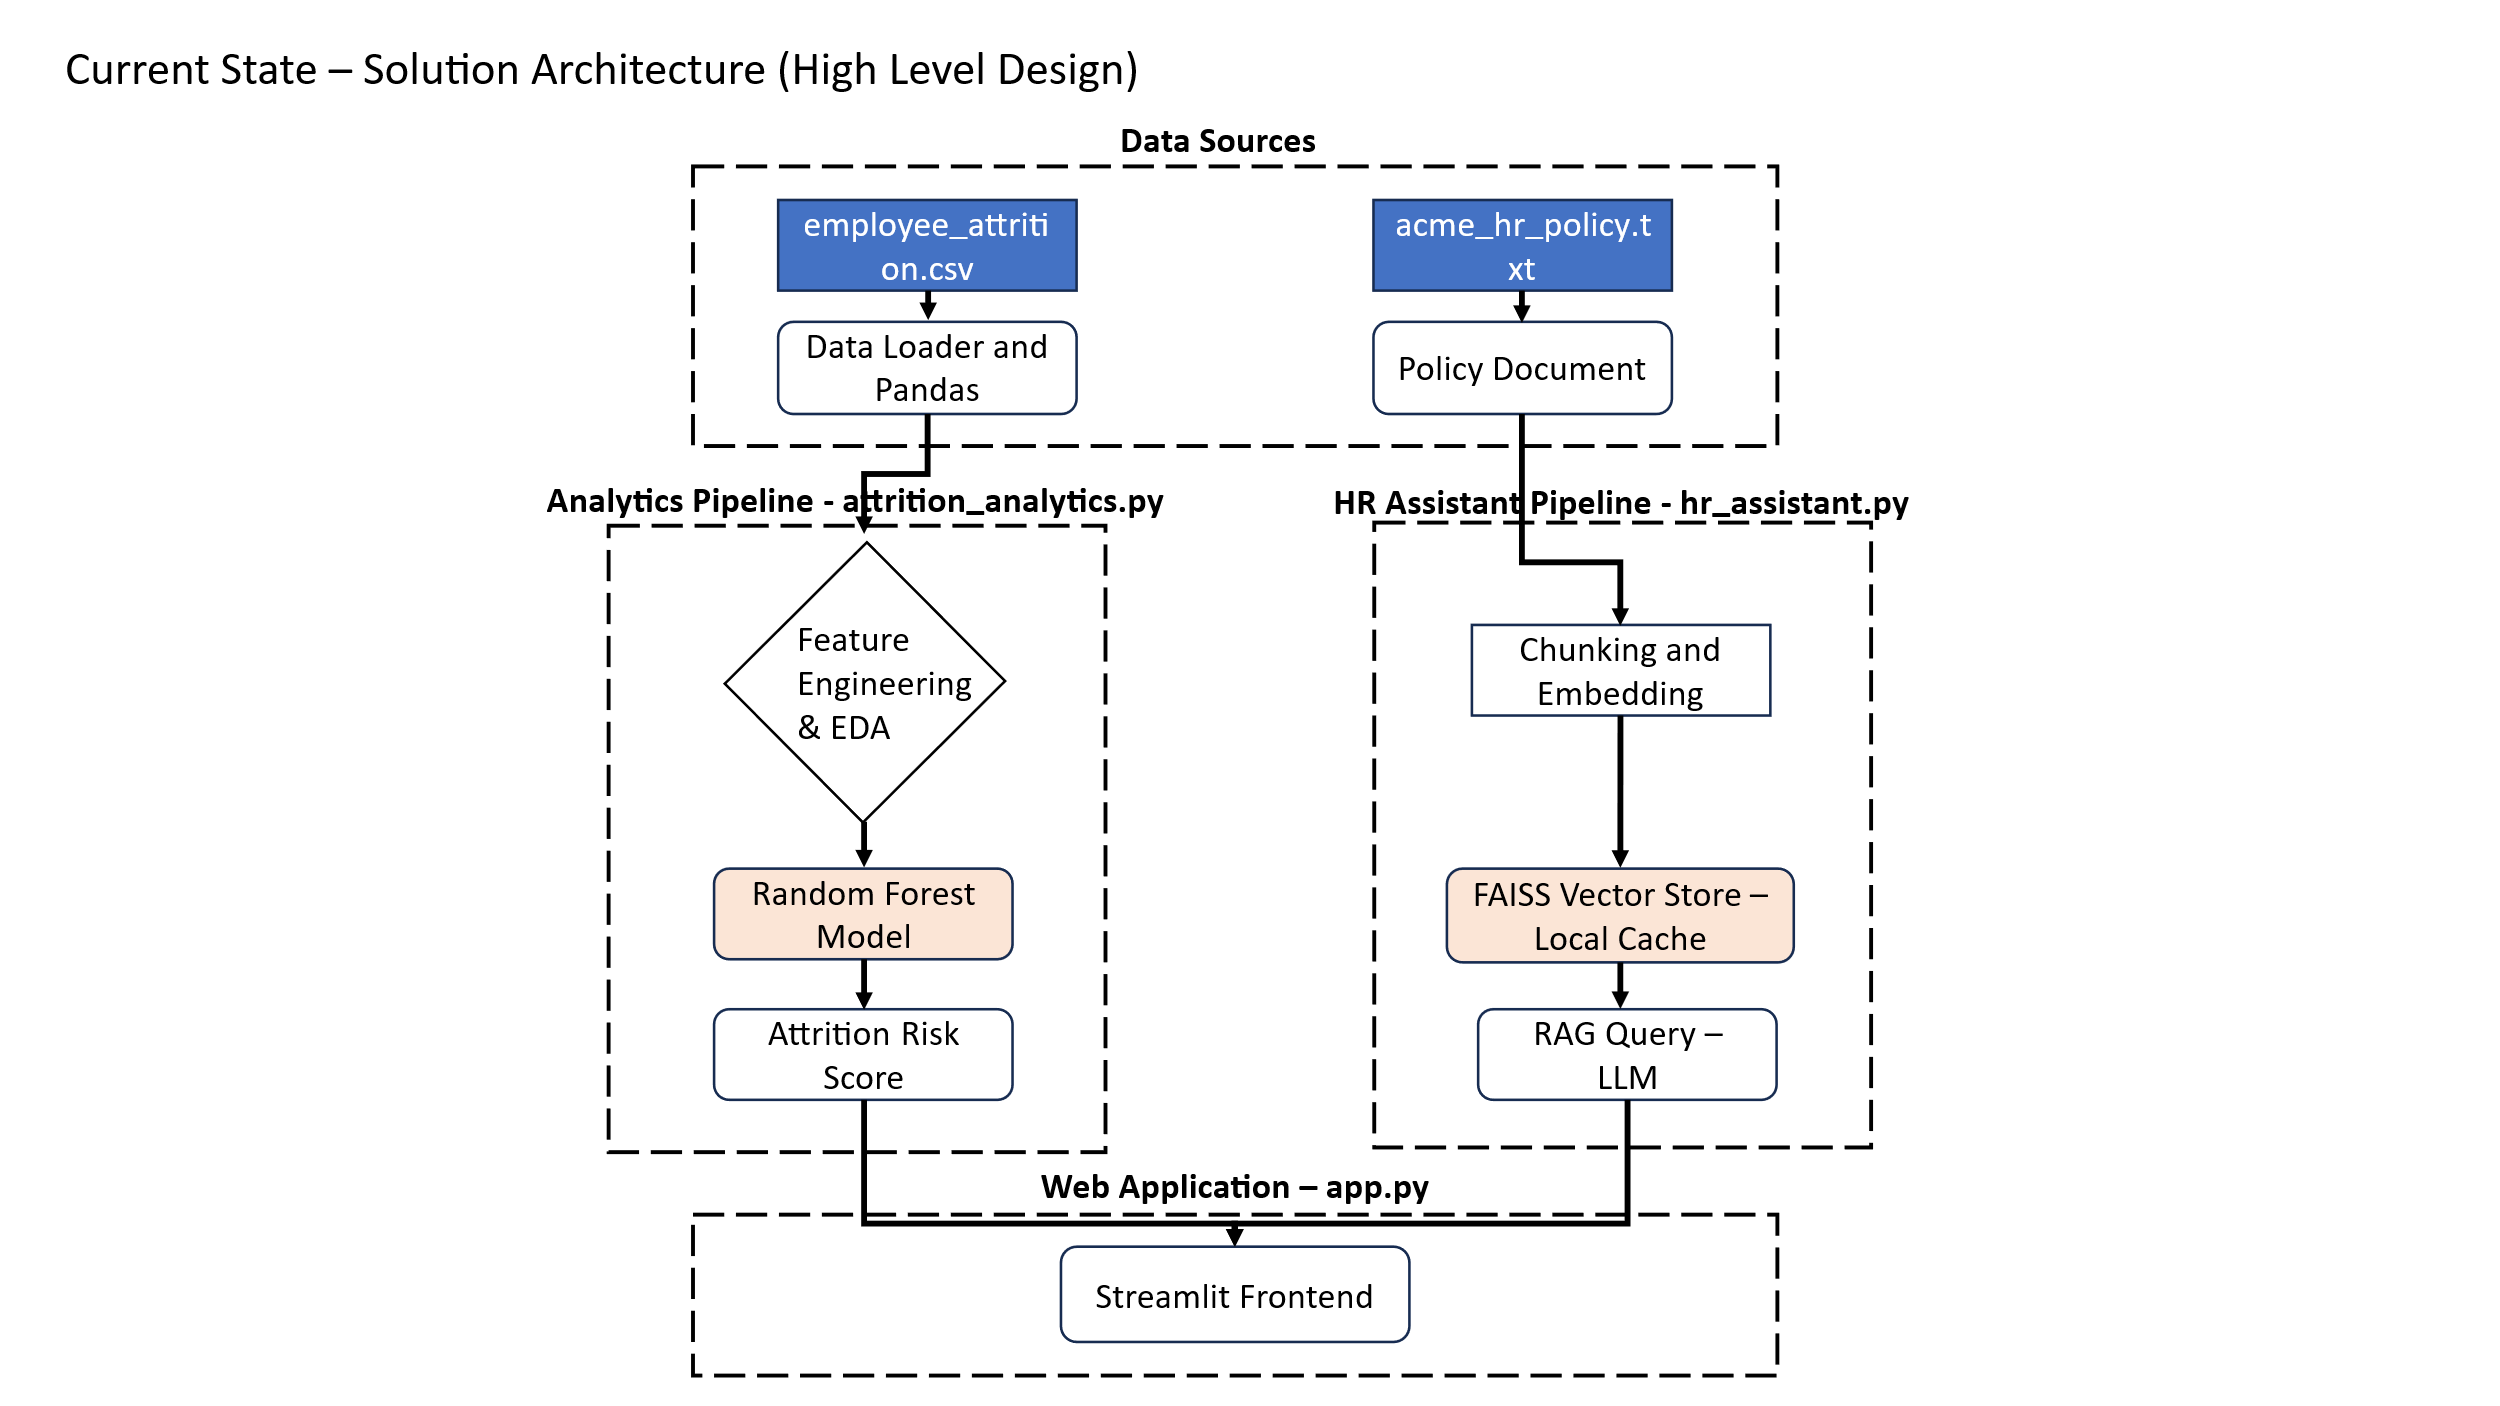 Current State – Solution Architecture (High Level Design)
Data Sources
employee_attriti
on.csv
acme_hr_policy.t
xt
Data Loader and
Pandas
Policy Document
Analytics Pipeline - attrition_analytics.py
HR Assistant Pipeline - hr_assistant.py
Feature
Engineering
& EDA
Chunking and
Embedding
Random Forest
Model
FAISS Vector Store –
Local Cache
Attrition Risk
Score
RAG Query –
LLM
Web Application – app.py
Streamlit Frontend